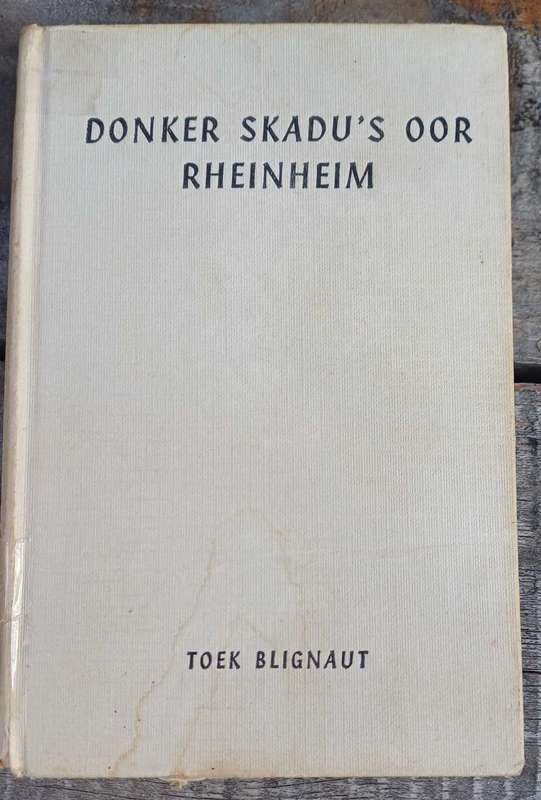 DONKER SKADU'S OOR
RHEINHEIM
TOEK BLIGNAUT